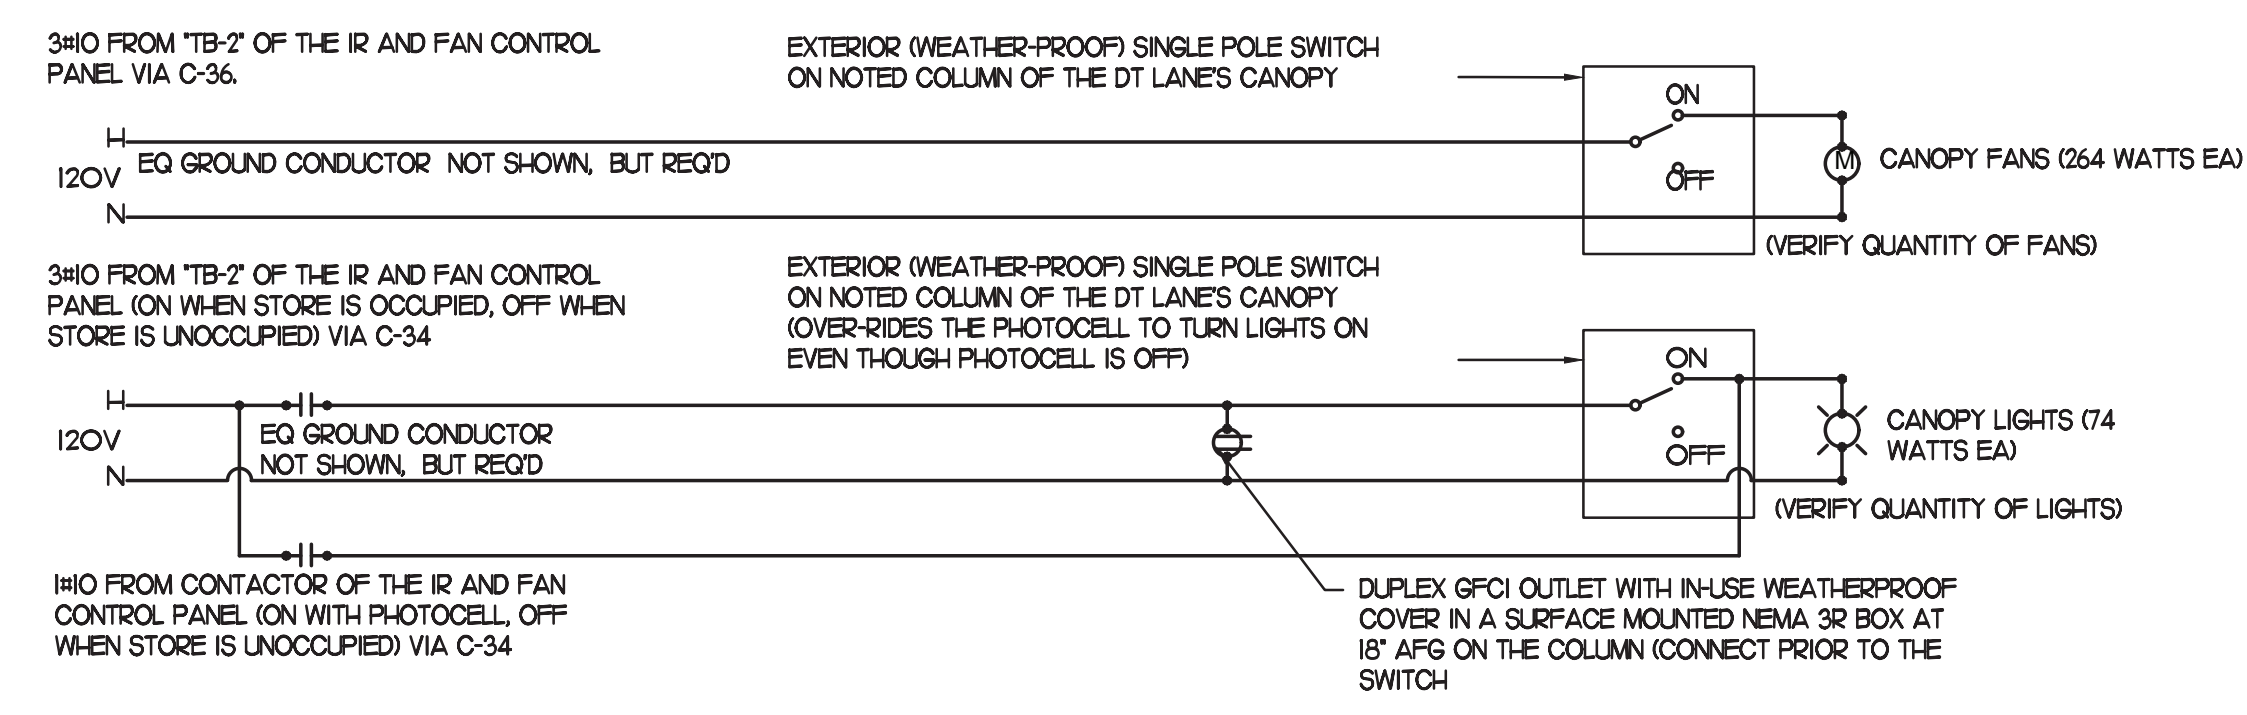 3#10 FROM "TB-2" OF THE IR AND FAN CONTROL
PANEL VIA C-36.
EXTERIOR (WEATHER-PROOF) SINGLE POLE SWITCH
ON NOTED COLUMN OF THE DT LANE'S CANOPY
ON
H
EQ GROUND CONDUCTOR NOT SHOWN, BUT REQ'D
120V
N
OFF
M
CANOPY FANS (264 WATTS EA)
(VERIFY QUANTITY OF FANS)
3#10 FROM "TB-2" OF THE IR AND FAN CONTROL
PANEL (ON WHEN STORE IS OCCUPIED, OFF WHEN
STORE IS UNOCCUPIED) VIA C-34
EXTERIOR (WEATHER-PROOF) SINGLE POLE SWITCH
ON NOTED COLUMN OF THE DT LANE'S CANOPY
(OVER-RIDES THE PHOTOCELL TO TURN LIGHTS ON
EVEN THOUGH PHOTOCELL IS OFF)
ON
H
120V
N
EQ GROUND CONDUCTOR
NOT SHOWN, BUT REQ'D
OFF
CANOPY LIGHTS (74
WATTS EA)
(VERIFY QUANTITY OF LIGHTS)
1#10 FROM CONTACTOR OF THE IR AND FAN
CONTROL PANEL (ON WITH PHOTOCELL, OFF
WHEN STORE IS UNOCCUPIED) VIA C-34
DUPLEX GFCI OUTLET WITH IN-USE WEATHERPROOF
COVER IN A SURFACE MOUNTED NEMA 3R BOX AT
18" AFG ON THE COLUMN (CONNECT PRIOR TO THE
SWITCH